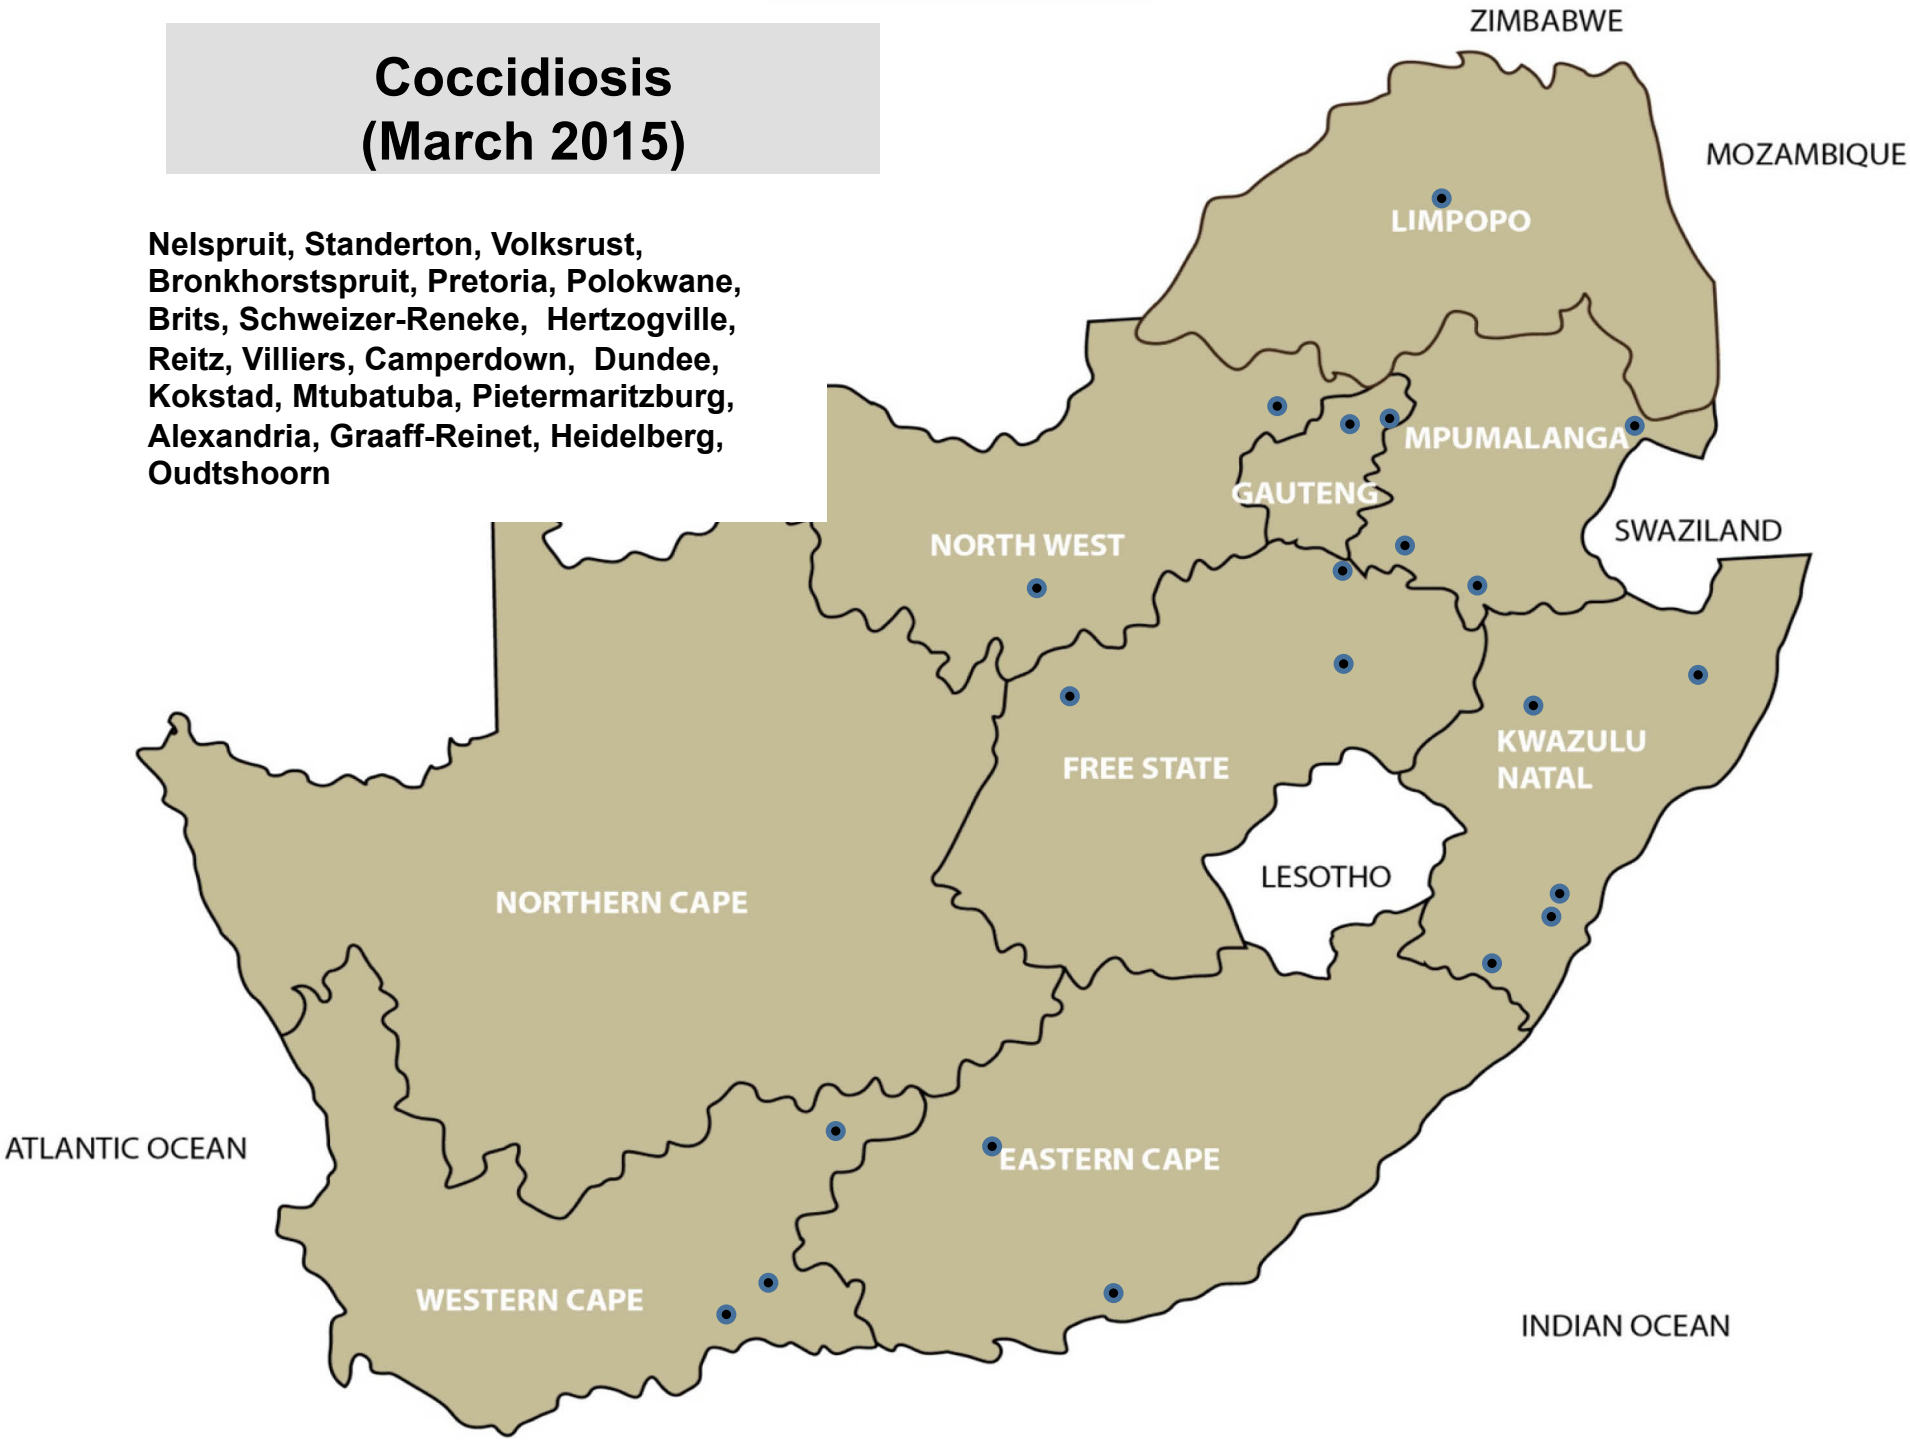 Coccidiosis
(March 2015)
Nelspruit, Standerton, Volksrust,
Bronkhorstspruit, Pretoria, Polokwane,
Brits, Schweizer-Reneke,  Hertzogville,
Reitz, Villiers, Camperdown,  Dundee,
Kokstad, Mtubatuba, Pietermaritzburg,
Alexandria, Graaff-Reinet, Heidelberg,
Oudtshoorn
ZIMBABWE
MOZAMBIQUE
LIMPOPO
MPUMALANGA
GAUTENG
SWAZILAND
NORTH WEST
KWAZULU
NATAL
FREE STATE
LESOTHO
NORTHERN CAPE
ATLANTIC OCEAN
EASTERN CAPE
WESTERN CAPE
INDIAN OCEAN